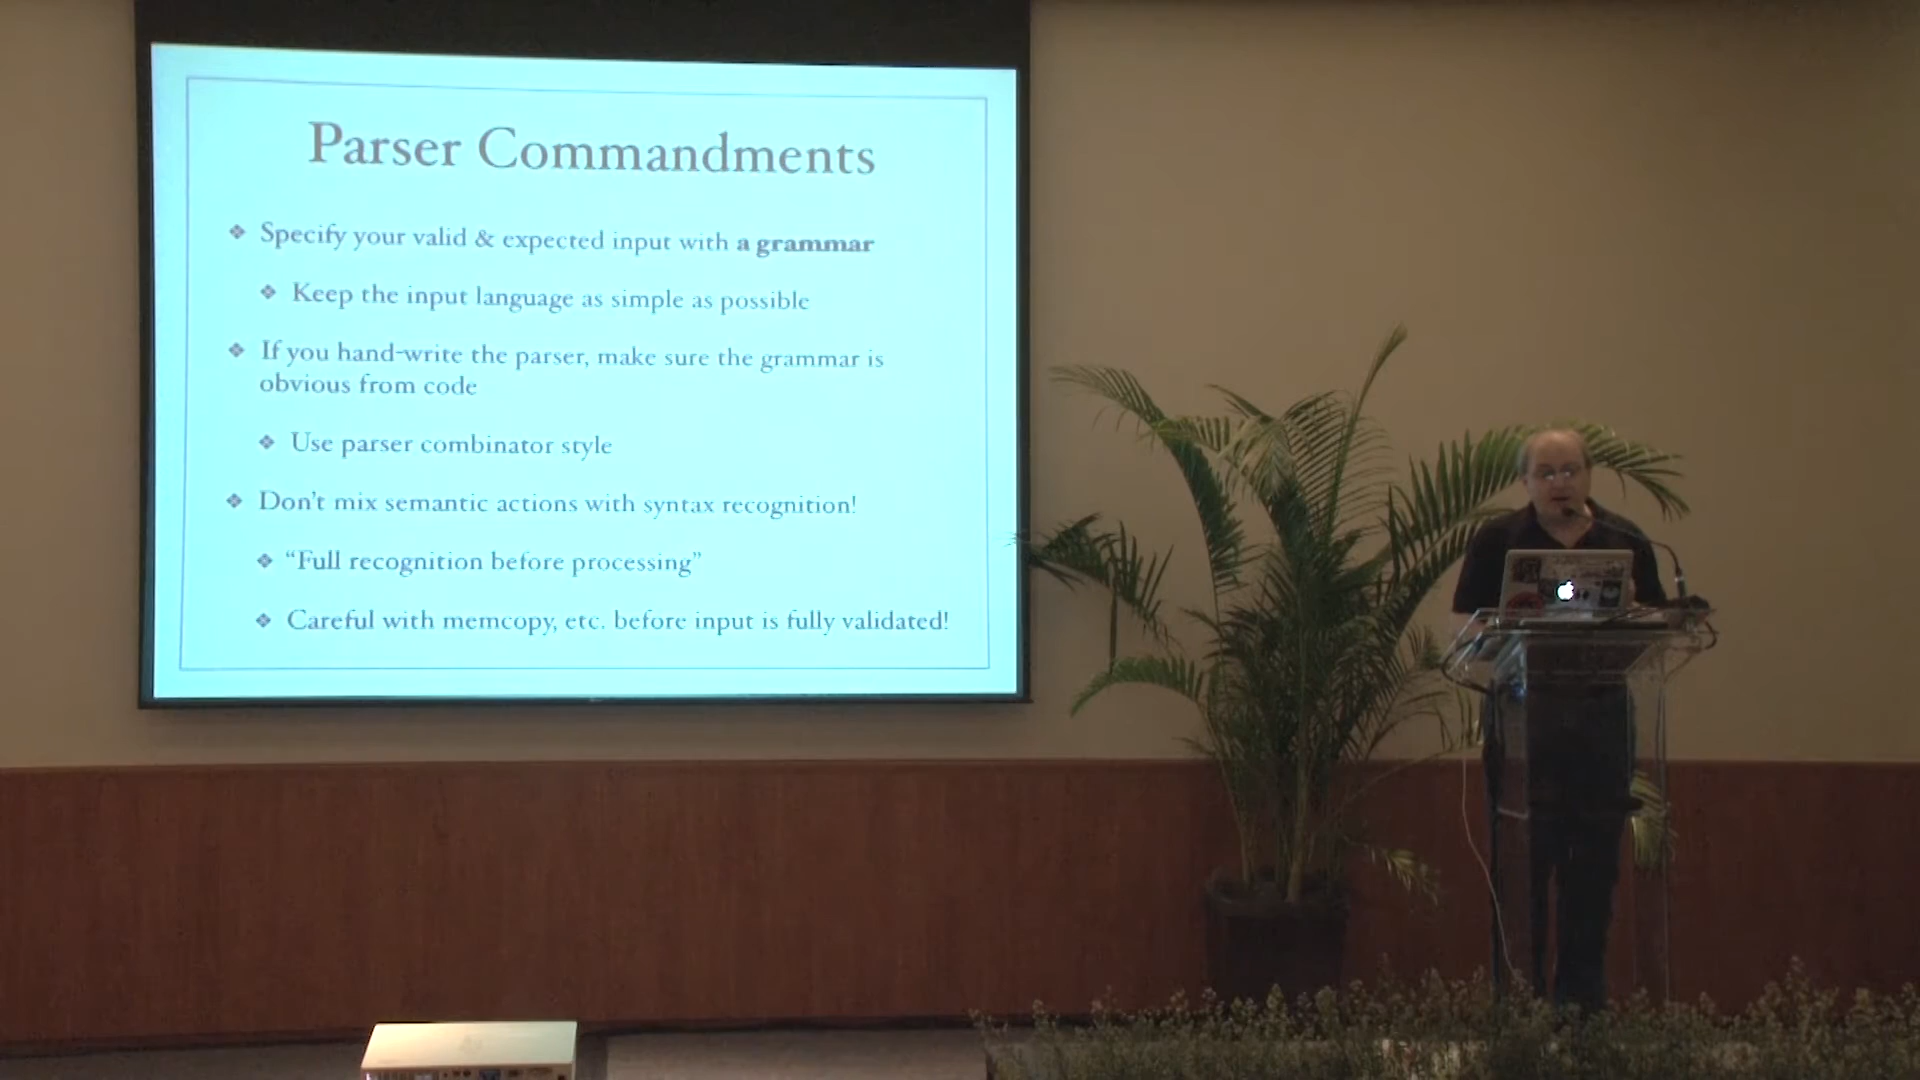 Parser Commandments
❖ Specify your valid & expected input with a grammar
❖ Keep the input language as simple as possible
❖ If you hand-write the parser, make sure the grammar is
obvious from code
❖ Use parser combinator style
❖ Don't mix semantic actions with syntax recognition!
❖ “Full recognition before processing”
❖ Careful with memcopy, etc. before input is fully validated!